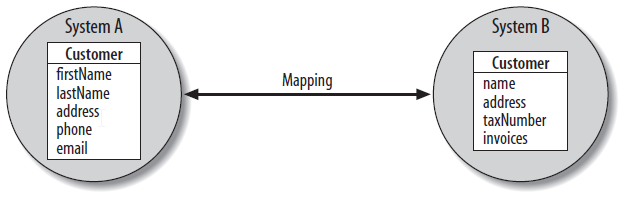 System A
Customer
firstName
lastName
address
phone
email
Mapping
System B
Customer
name
address
taxNumber
invoices